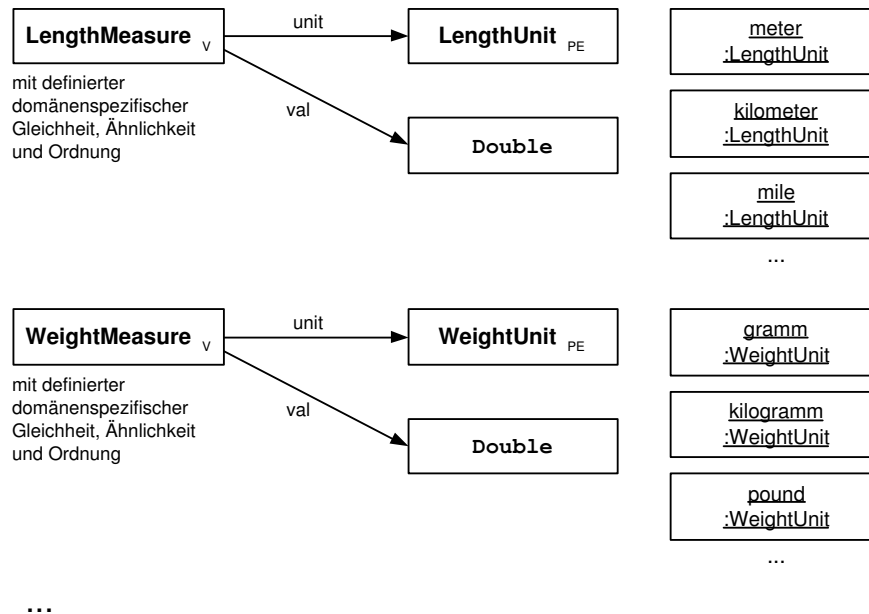 LengthMeasure V
unit
LengthUnit PE
mit definierter
domänenspezifischer
Gleichheit, Ähnlichkeit
und Ordnung
val
Double
meter
:LengthUnit
kilometer
:LengthUnit
mile
:LengthUnit
...
WeightMeasure V
unit
WeightUnit PE
mit definierter
domänenspezifischer
Gleichheit, Ähnlichkeit
und Ordnung
val
Double
gramm
:WeightUnit
kilogramm
:WeightUnit
pound
:WeightUnit
...
...